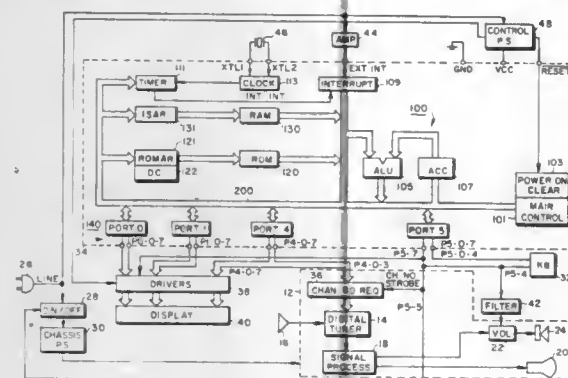 46
AMP
44
CONTROL
P.S.
48
XTL1
XTL2
EXT INT
GND
VCC
RESET
TIMER
111
CLOCK
113
INTERRUPT
109
INT INT
100
ISAR
131
RAM
130
121
ROMAR
DC
122
ROM
120
ALU
105
ACC
107
103
POWER ON
CLEAR
MAIN
CONTROL
101
200
140
PORT 0
PORT 1
PORT 4
PORT 5
34
P0-0-7
P1-0-7
P4-0-7
P5-7
P5-0-7
P5-0-4
P4-0-7
36
P4-0-3
CH. NO.
STROBE
P5-4
KB
32
26
LINE
28
ON/OFF
DRIVERS
38
12
CHAN NO REG
FILTER
42
P5-5
30
CHASSIS
P.S.
DISPLAY
40
16
DIGITAL
TUNER
14
VOL
22
24
SIGNAL
PROCESS
18
20